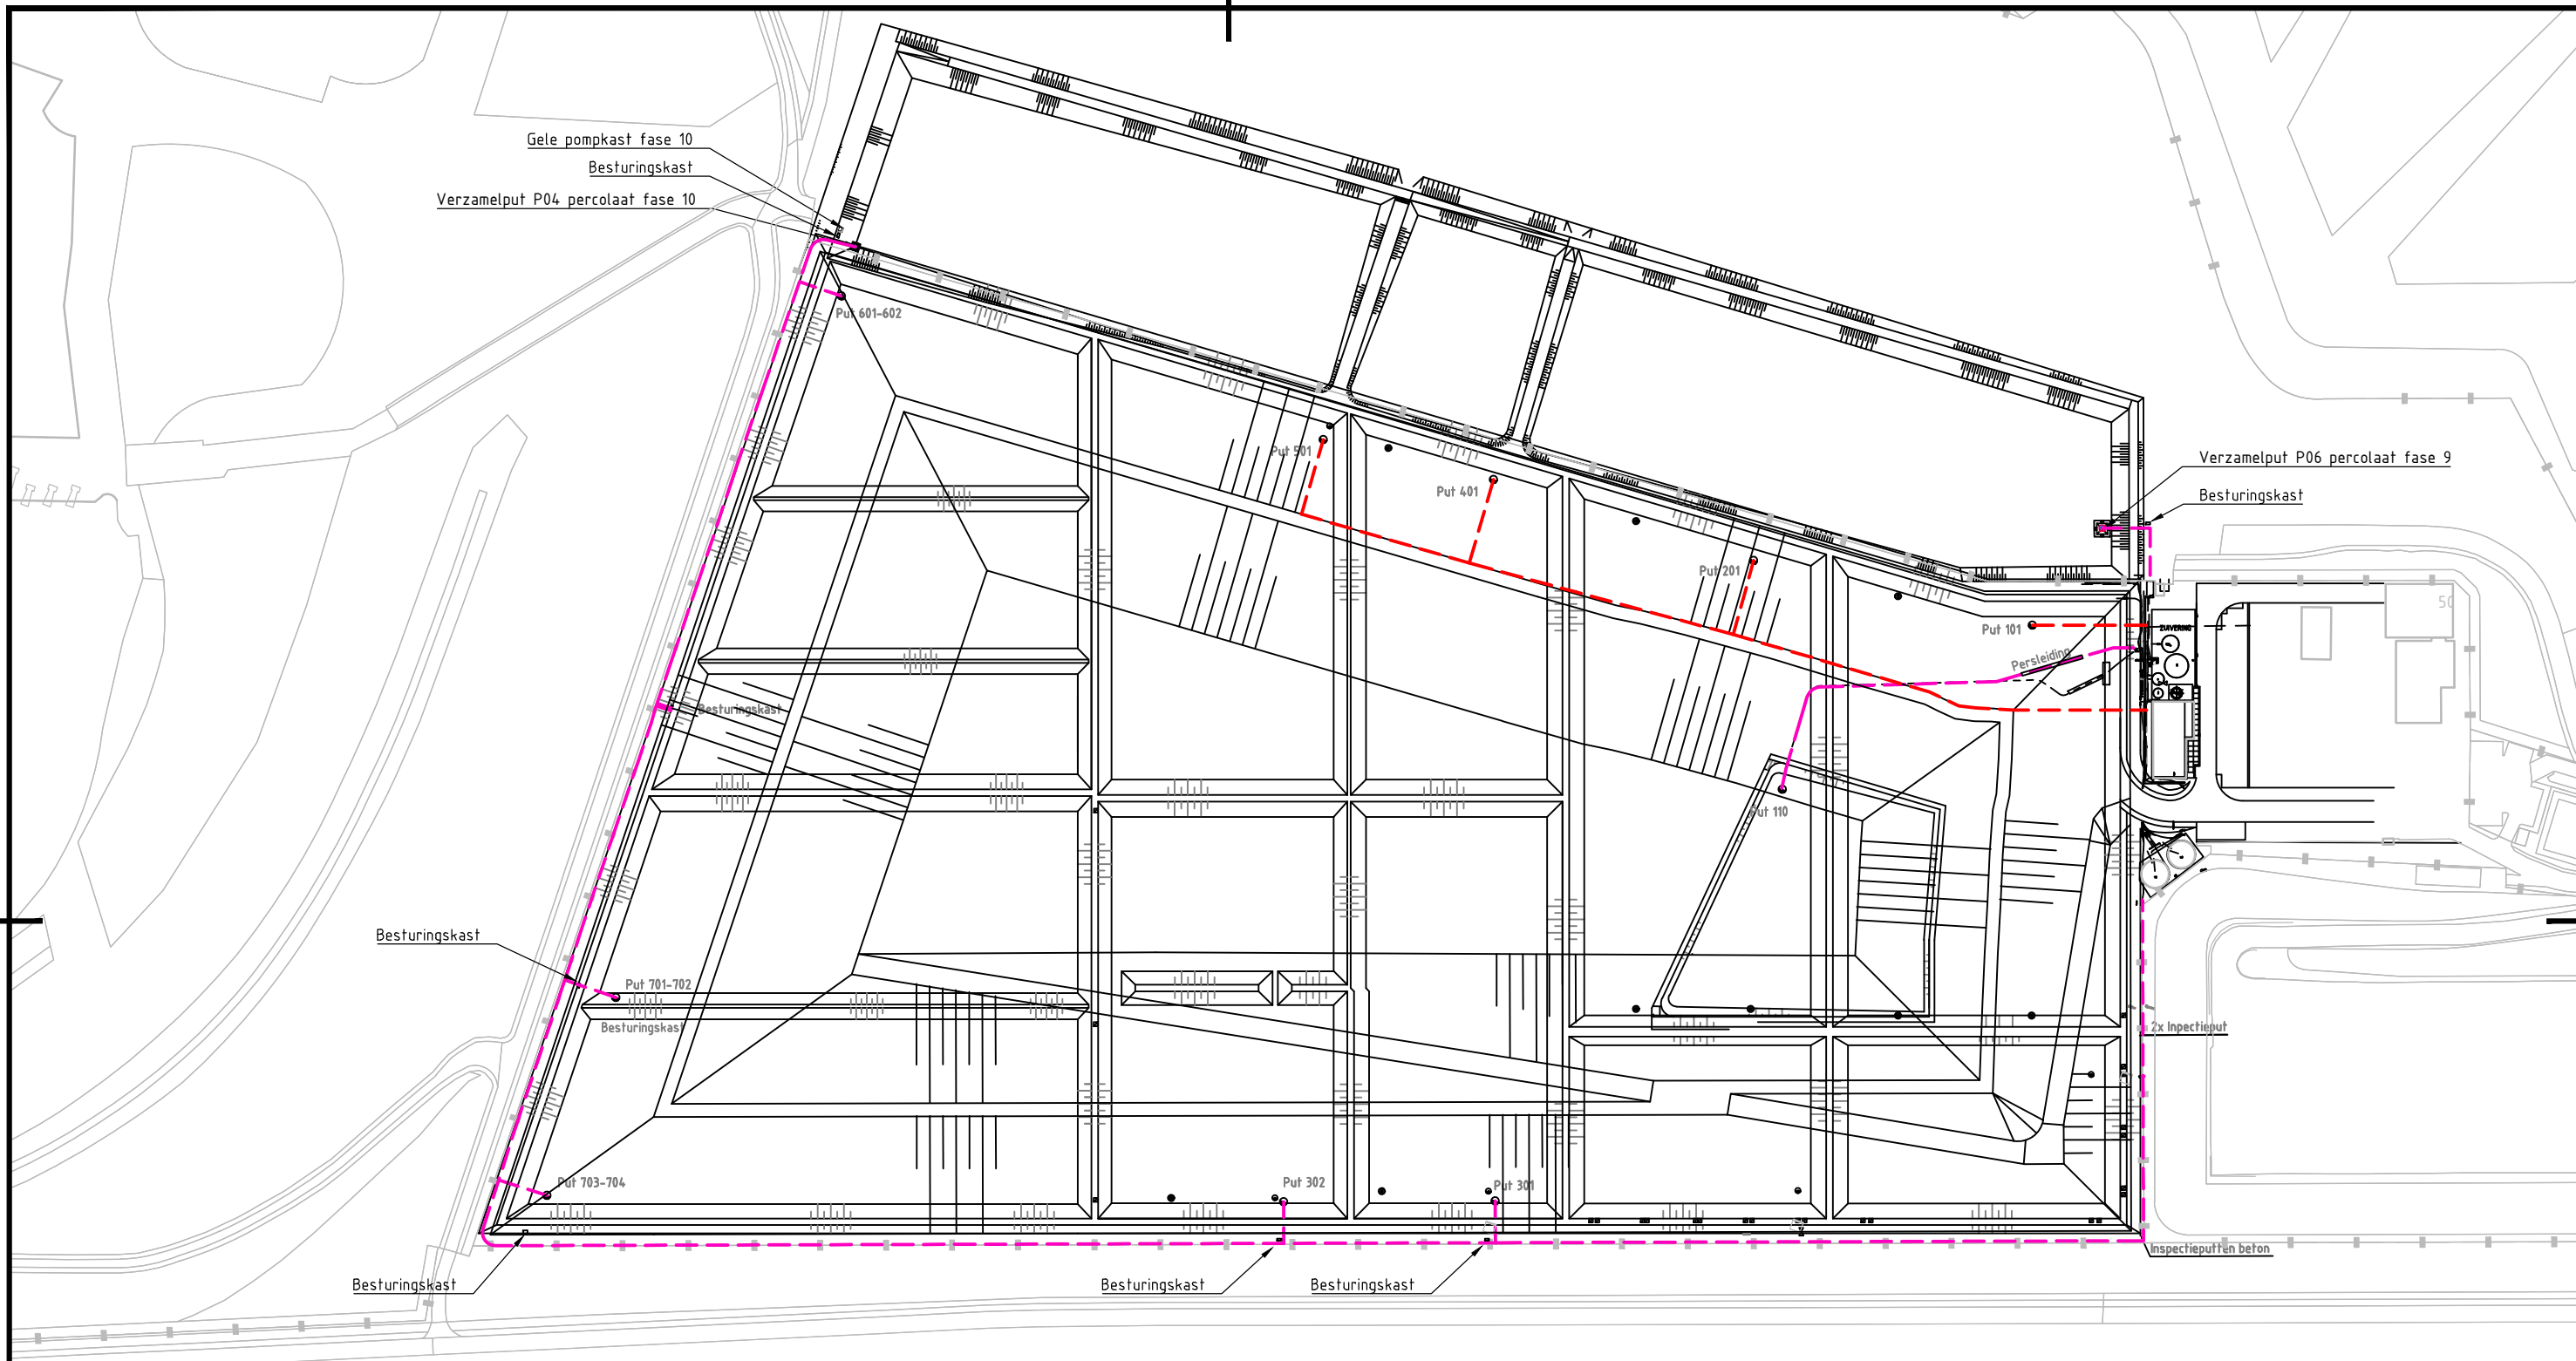 Gele pompkast fase 10
Besturingskast
Verzamelput P04 percolaat fase 10
Put 601-602
Put 501
Put 401
Verzamelput P06 percolaat fase 9
Besturingskast
Put 201
50
Put 101
ZUIVERING
Persleiding
Besturingskast
Put 110
Besturingskast
Put 701-702
Besturingskast
2x Inpectieput
Put 703-704
Put 302
Put 301
Inspectieputten beton
Besturingskast
Besturingskast
Besturingskast